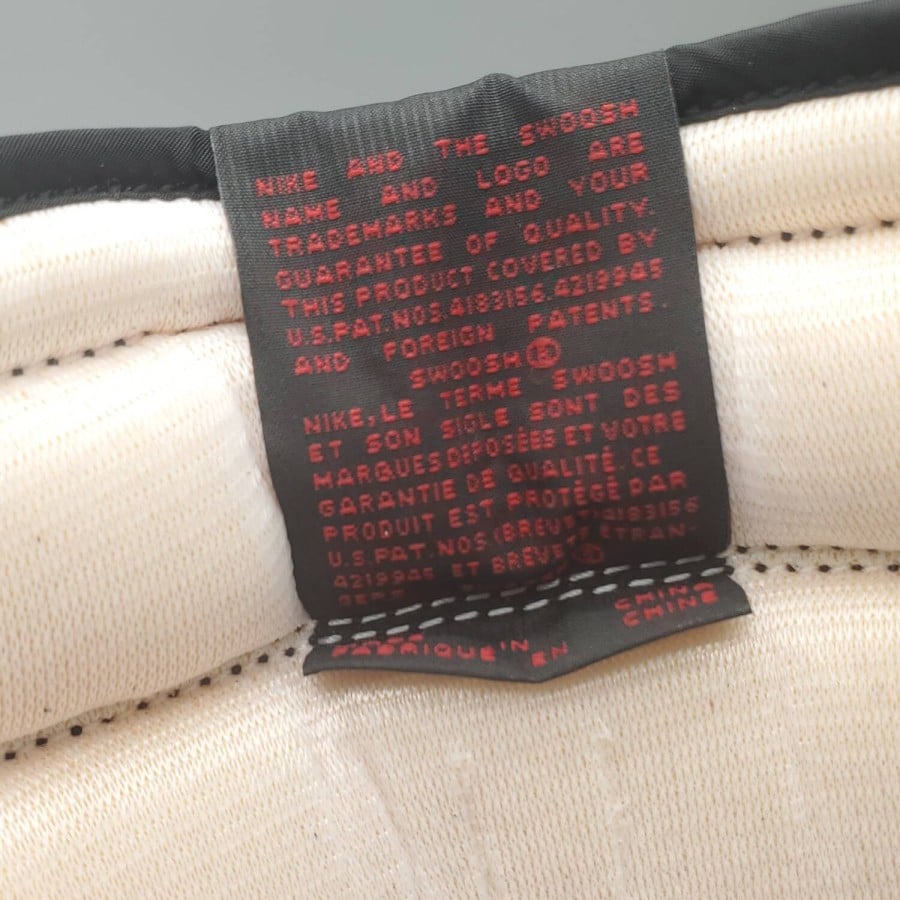 NIKE AND THE SWOOSH
NAME AND LOGO ARE
TRADEMARKS AND YOUR
GUARANTEE OF QUALITY.
THIS PRODUCT COVERED BY
U.S.PAT.NOS.4183156.4219945
AND FOREIGN PATENTS.
SWOOSH®
NIKE,LE TERME SWOOSH
ET SON SIGLE SONT DES
MARQUES DÉPOSÉES ET VOTRE
GARANTIE DE QUALITÉ.CE
PRODUIT EST PROTÉGÉ PAR
U.S.PAT.NOS (BREVET) 4183156
4219945 ET BREVETS ÉTRAN-
GERS
CHINA
FABRIQUE'N EN CHINE